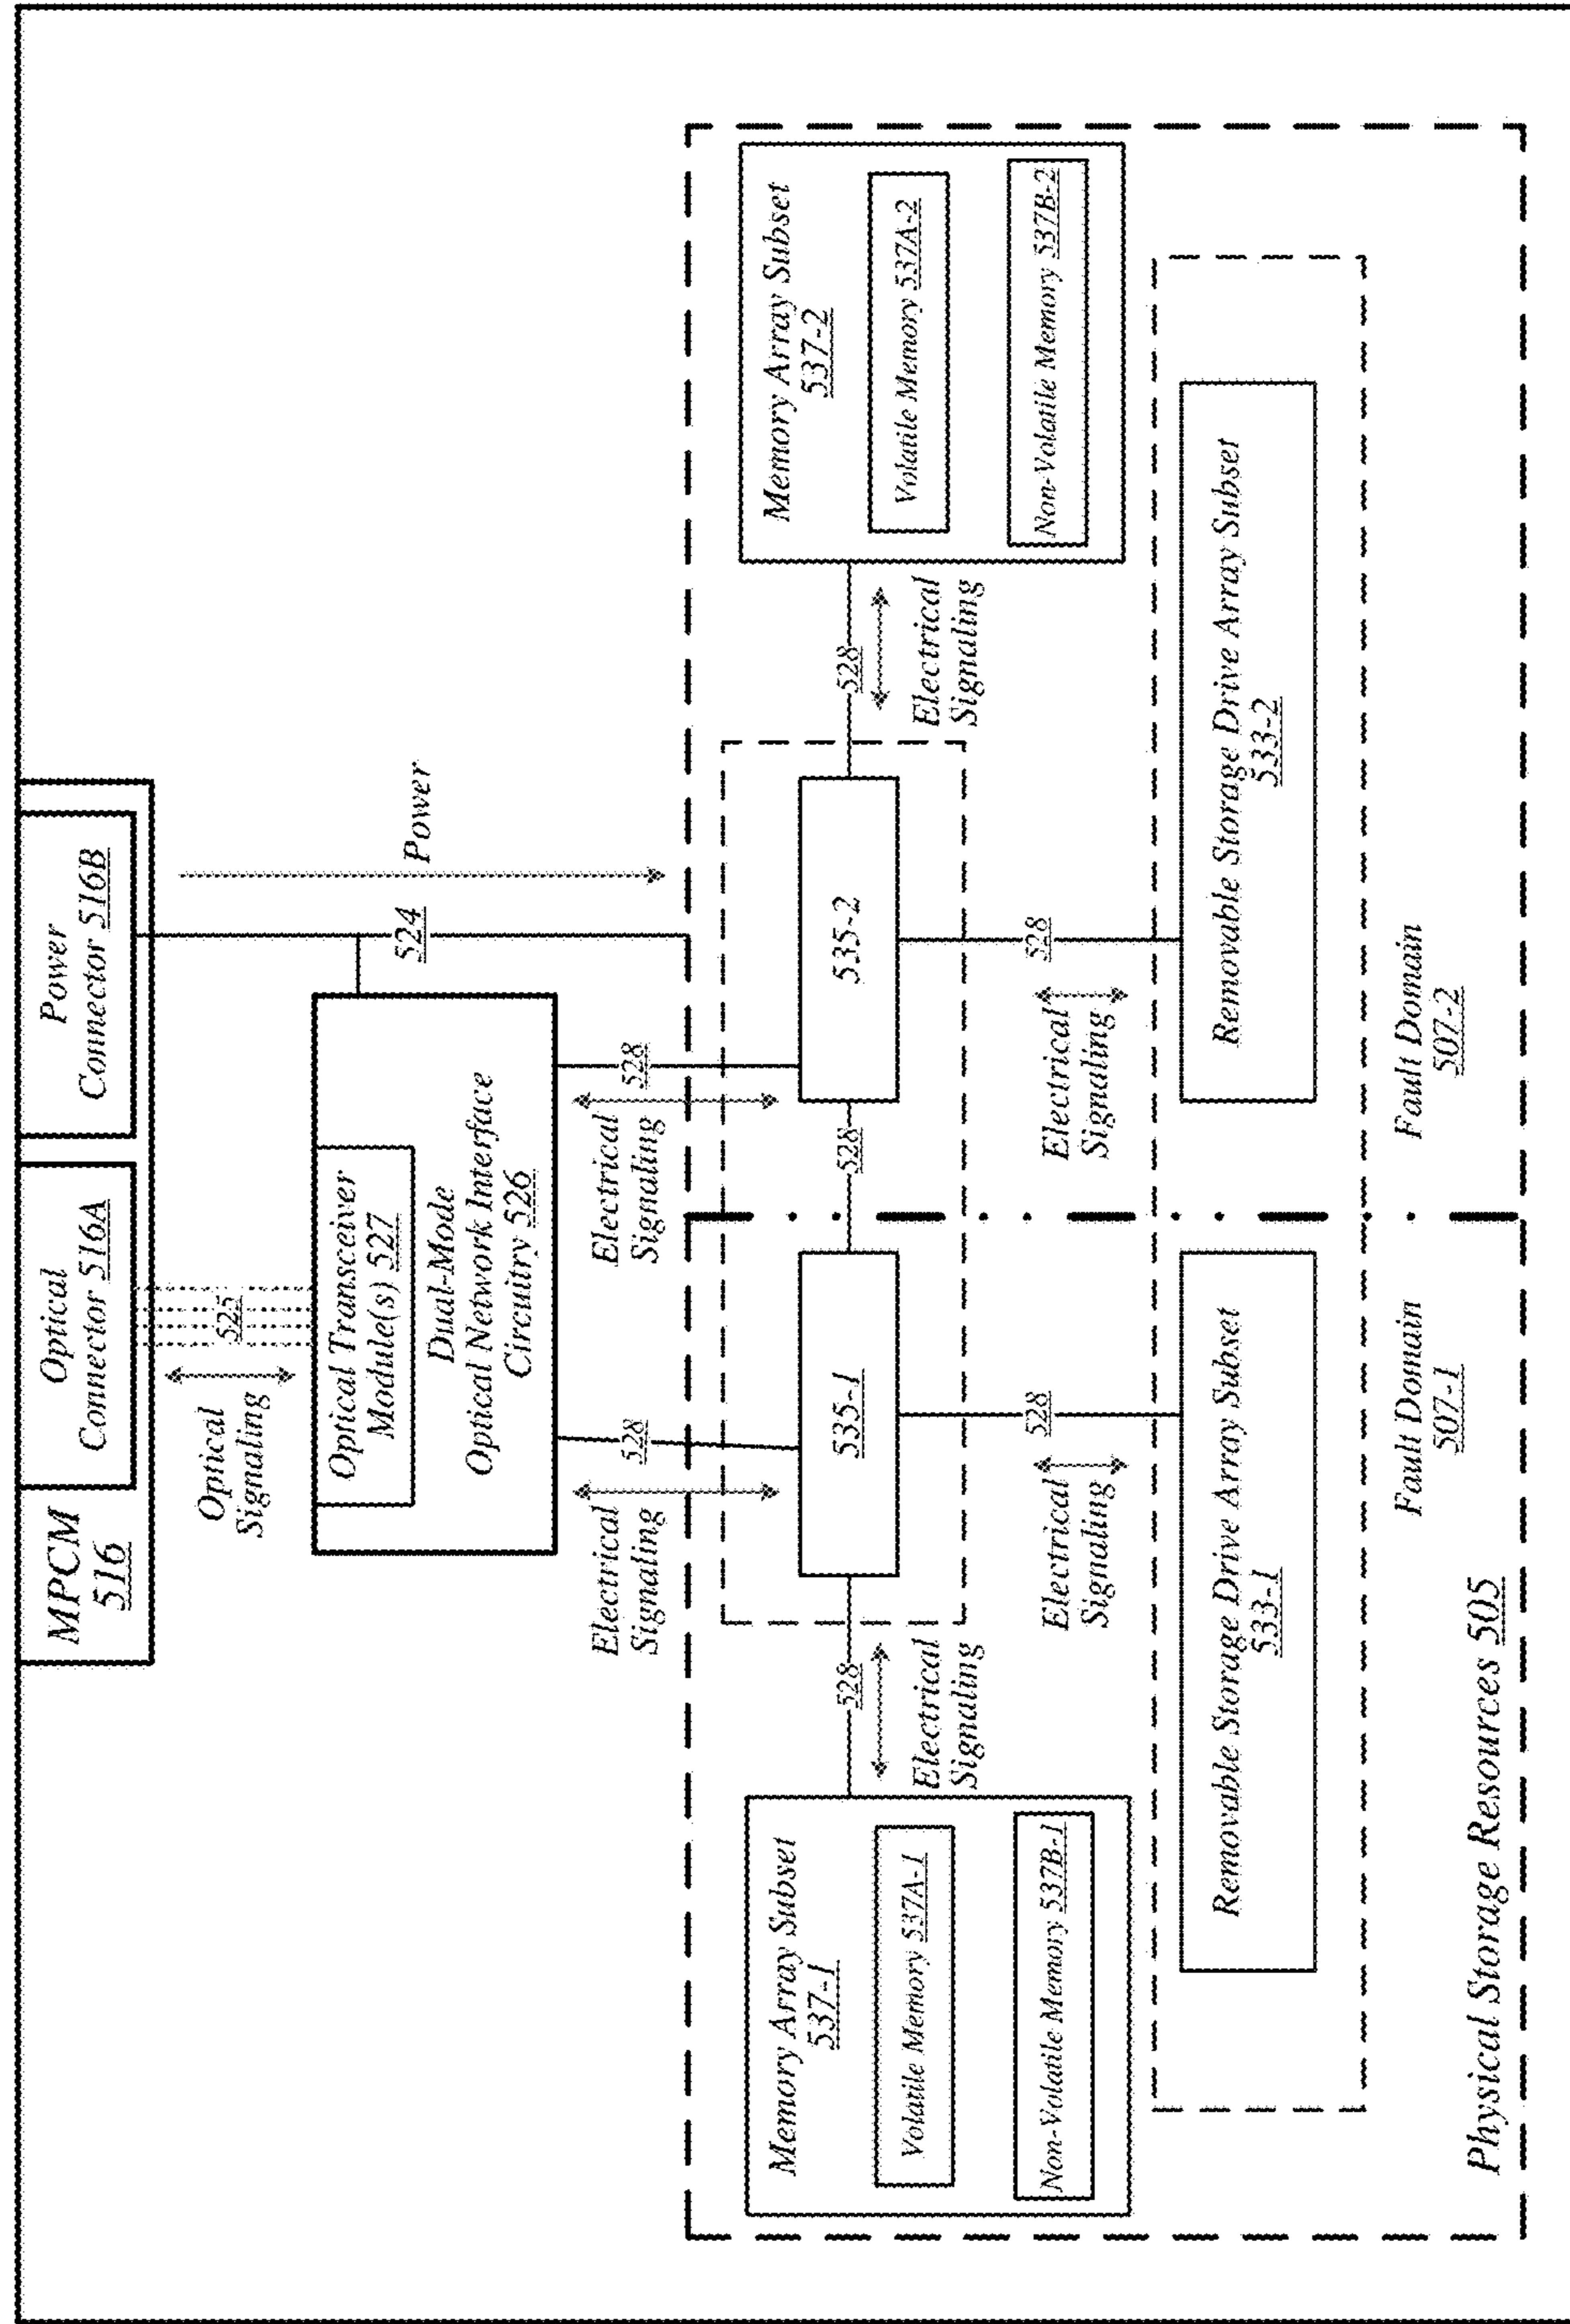 MPCM
516
Optical
Connector 516A
Power
Connector 516B
Optical
Signaling
525
524
Power
Optical Transceiver
Module(s) 527
Dual-Mode
Optical Network Interface
Circuitry 526
Electrical
Signaling
528
Electrical
Signaling
528
Memory Array Subset
537-1
Volatile Memory 537A-1
Non-Volatile Memory 537B-1
528
Electrical
Signaling
535-1
528
535-2
528
Electrical
Signaling
Memory Array Subset
537-2
Volatile Memory 537A-2
Non-Volatile Memory 537B-2
Electrical
Signaling
528
Electrical
Signaling
528
Removable Storage Drive Array Subset
533-1
Removable Storage Drive Array Subset
533-2
Fault Domain
507-1
Fault Domain
507-2
Physical Storage Resources 505